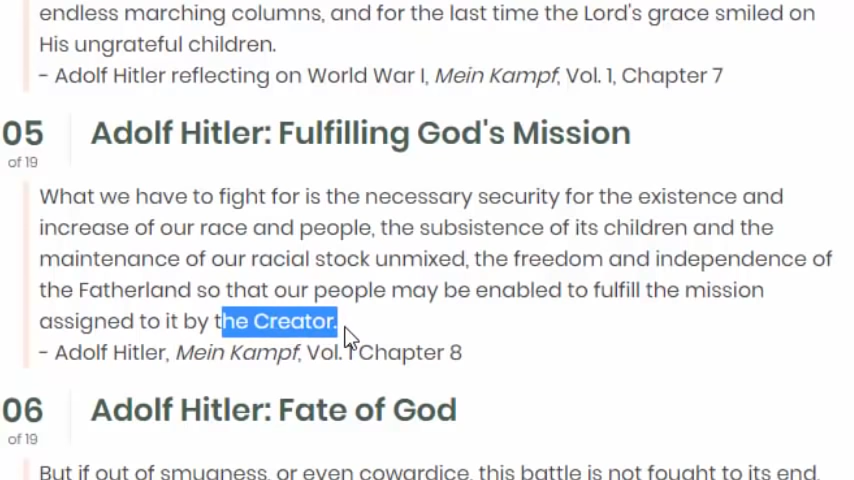 endless marching columns, and for the last time the Lord's grace smiled on
His ungrateful children.
- Adolf Hitler reflecting on World War I, Mein Kampf, Vol. 1, Chapter 7
05 Adolf Hitler: Fulfilling God's Mission
of 19
What we have to fight for is the necessary security for the existence and
increase of our race and people, the subsistence of its children and the
maintenance of our racial stock unmixed, the freedom and independence of
the Fatherland so that our people may be enabled to fulfill the mission
assigned to it by the Creator.
- Adolf Hitler, Mein Kampf, Vol. 1 Chapter 8
06 Adolf Hitler: Fate of God
of 19
But if out of smugness, or even cowardice, this battle is not fought to its end,